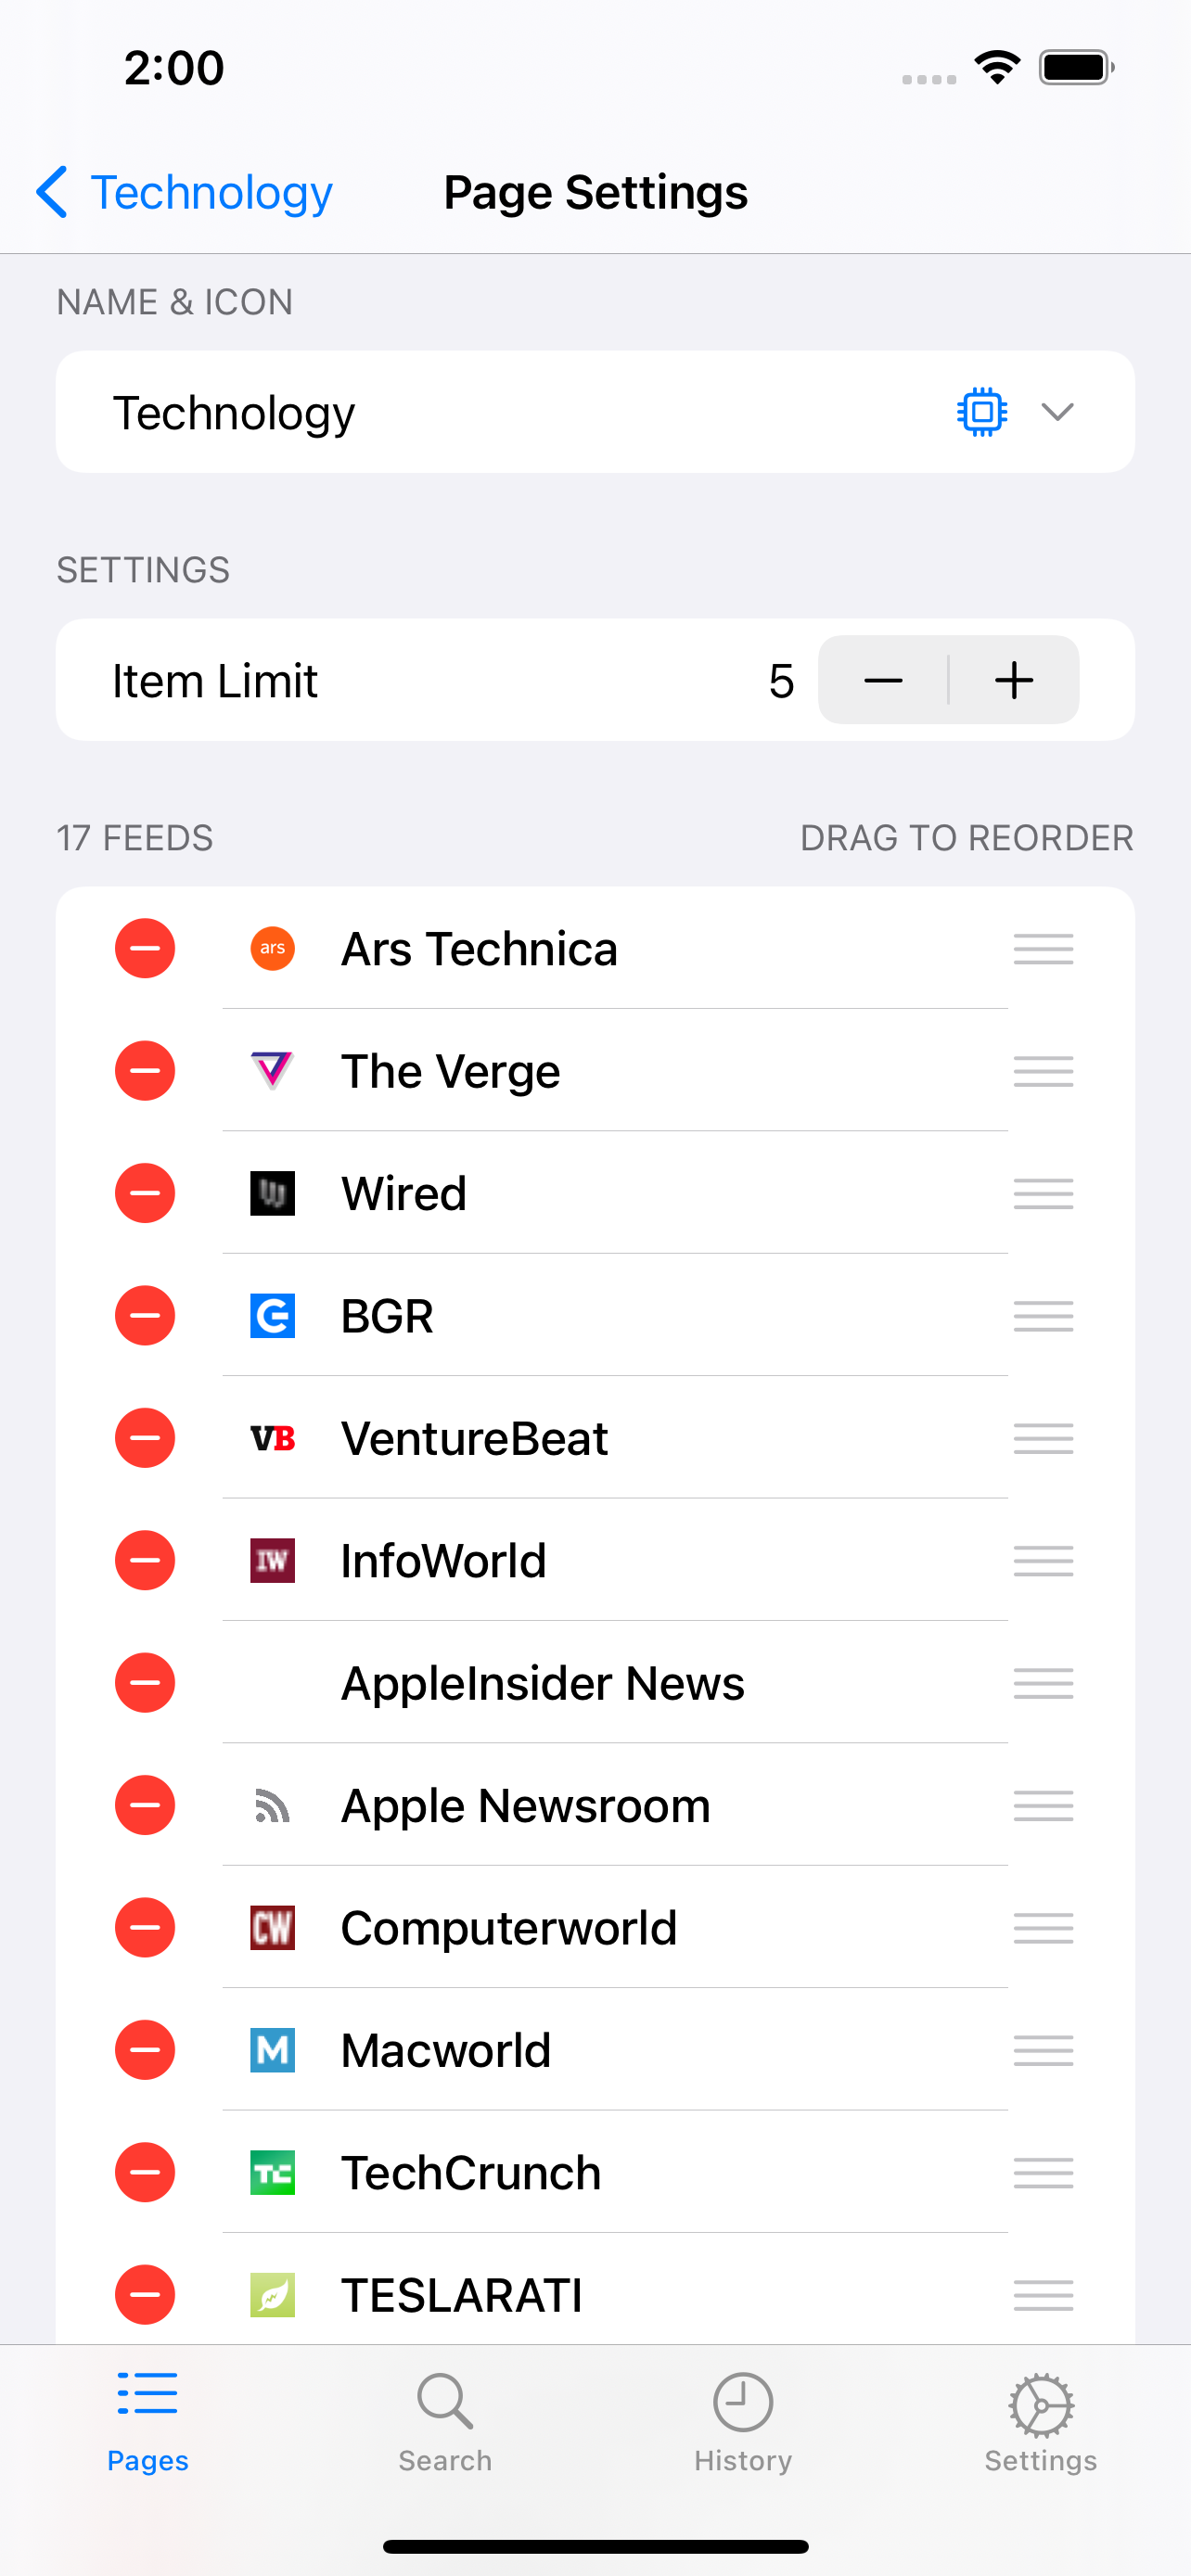 2:00
Technology Page Settings
NAME & ICON
Technology
SETTINGS
Item Limit 5
17 FEEDS DRAG TO REORDER
ars Ars Technica
The Verge
W Wired
BGR
VB VentureBeat
IW InfoWorld
AppleInsider News
Apple Newsroom
CW Computerworld
M Macworld
TC TechCrunch
TESLARATI
Pages Search History Settings